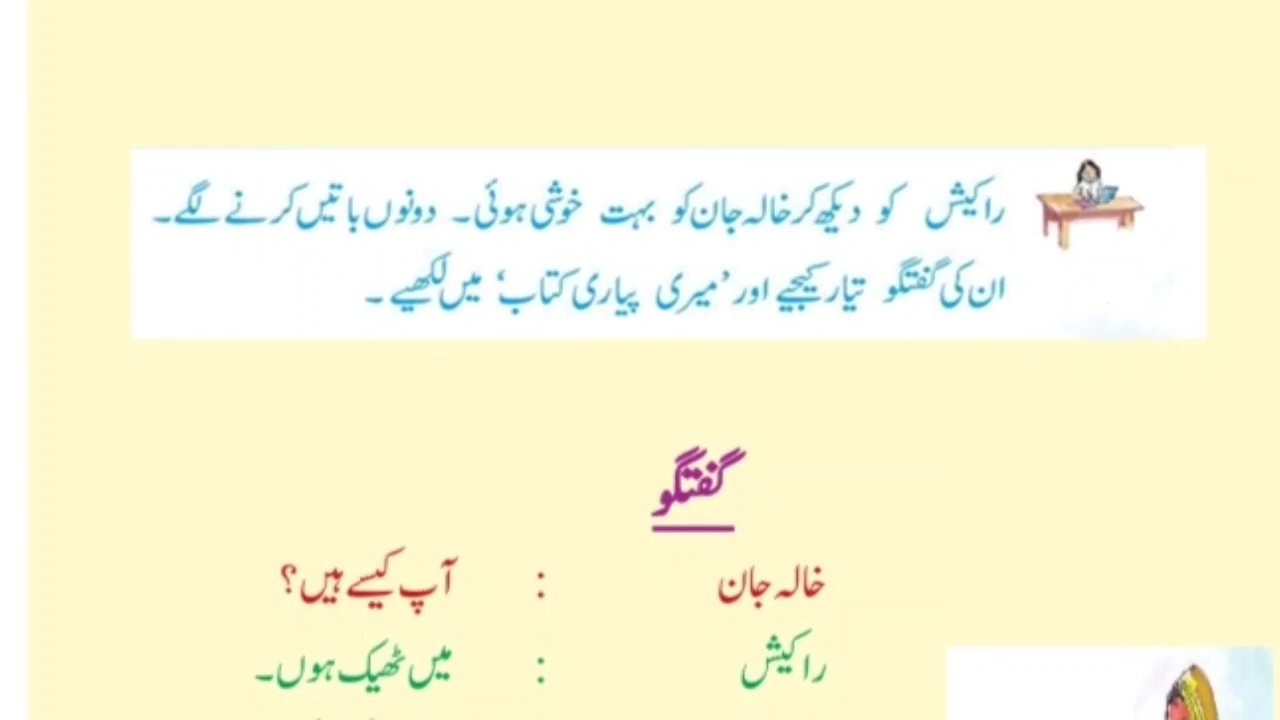 راکیش کو دیکھ کر خالہ جان کو بہت خوشی ہوئی۔ دونوں باتیں کرنے لگے۔
ان کی گفتگو تیار کیجیے اور ’میری پیاری کتاب‘ میں لکھیے۔
گفتگو
خالہ جان : آپ کیسے ہیں؟
راکیش : میں ٹھیک ہوں۔